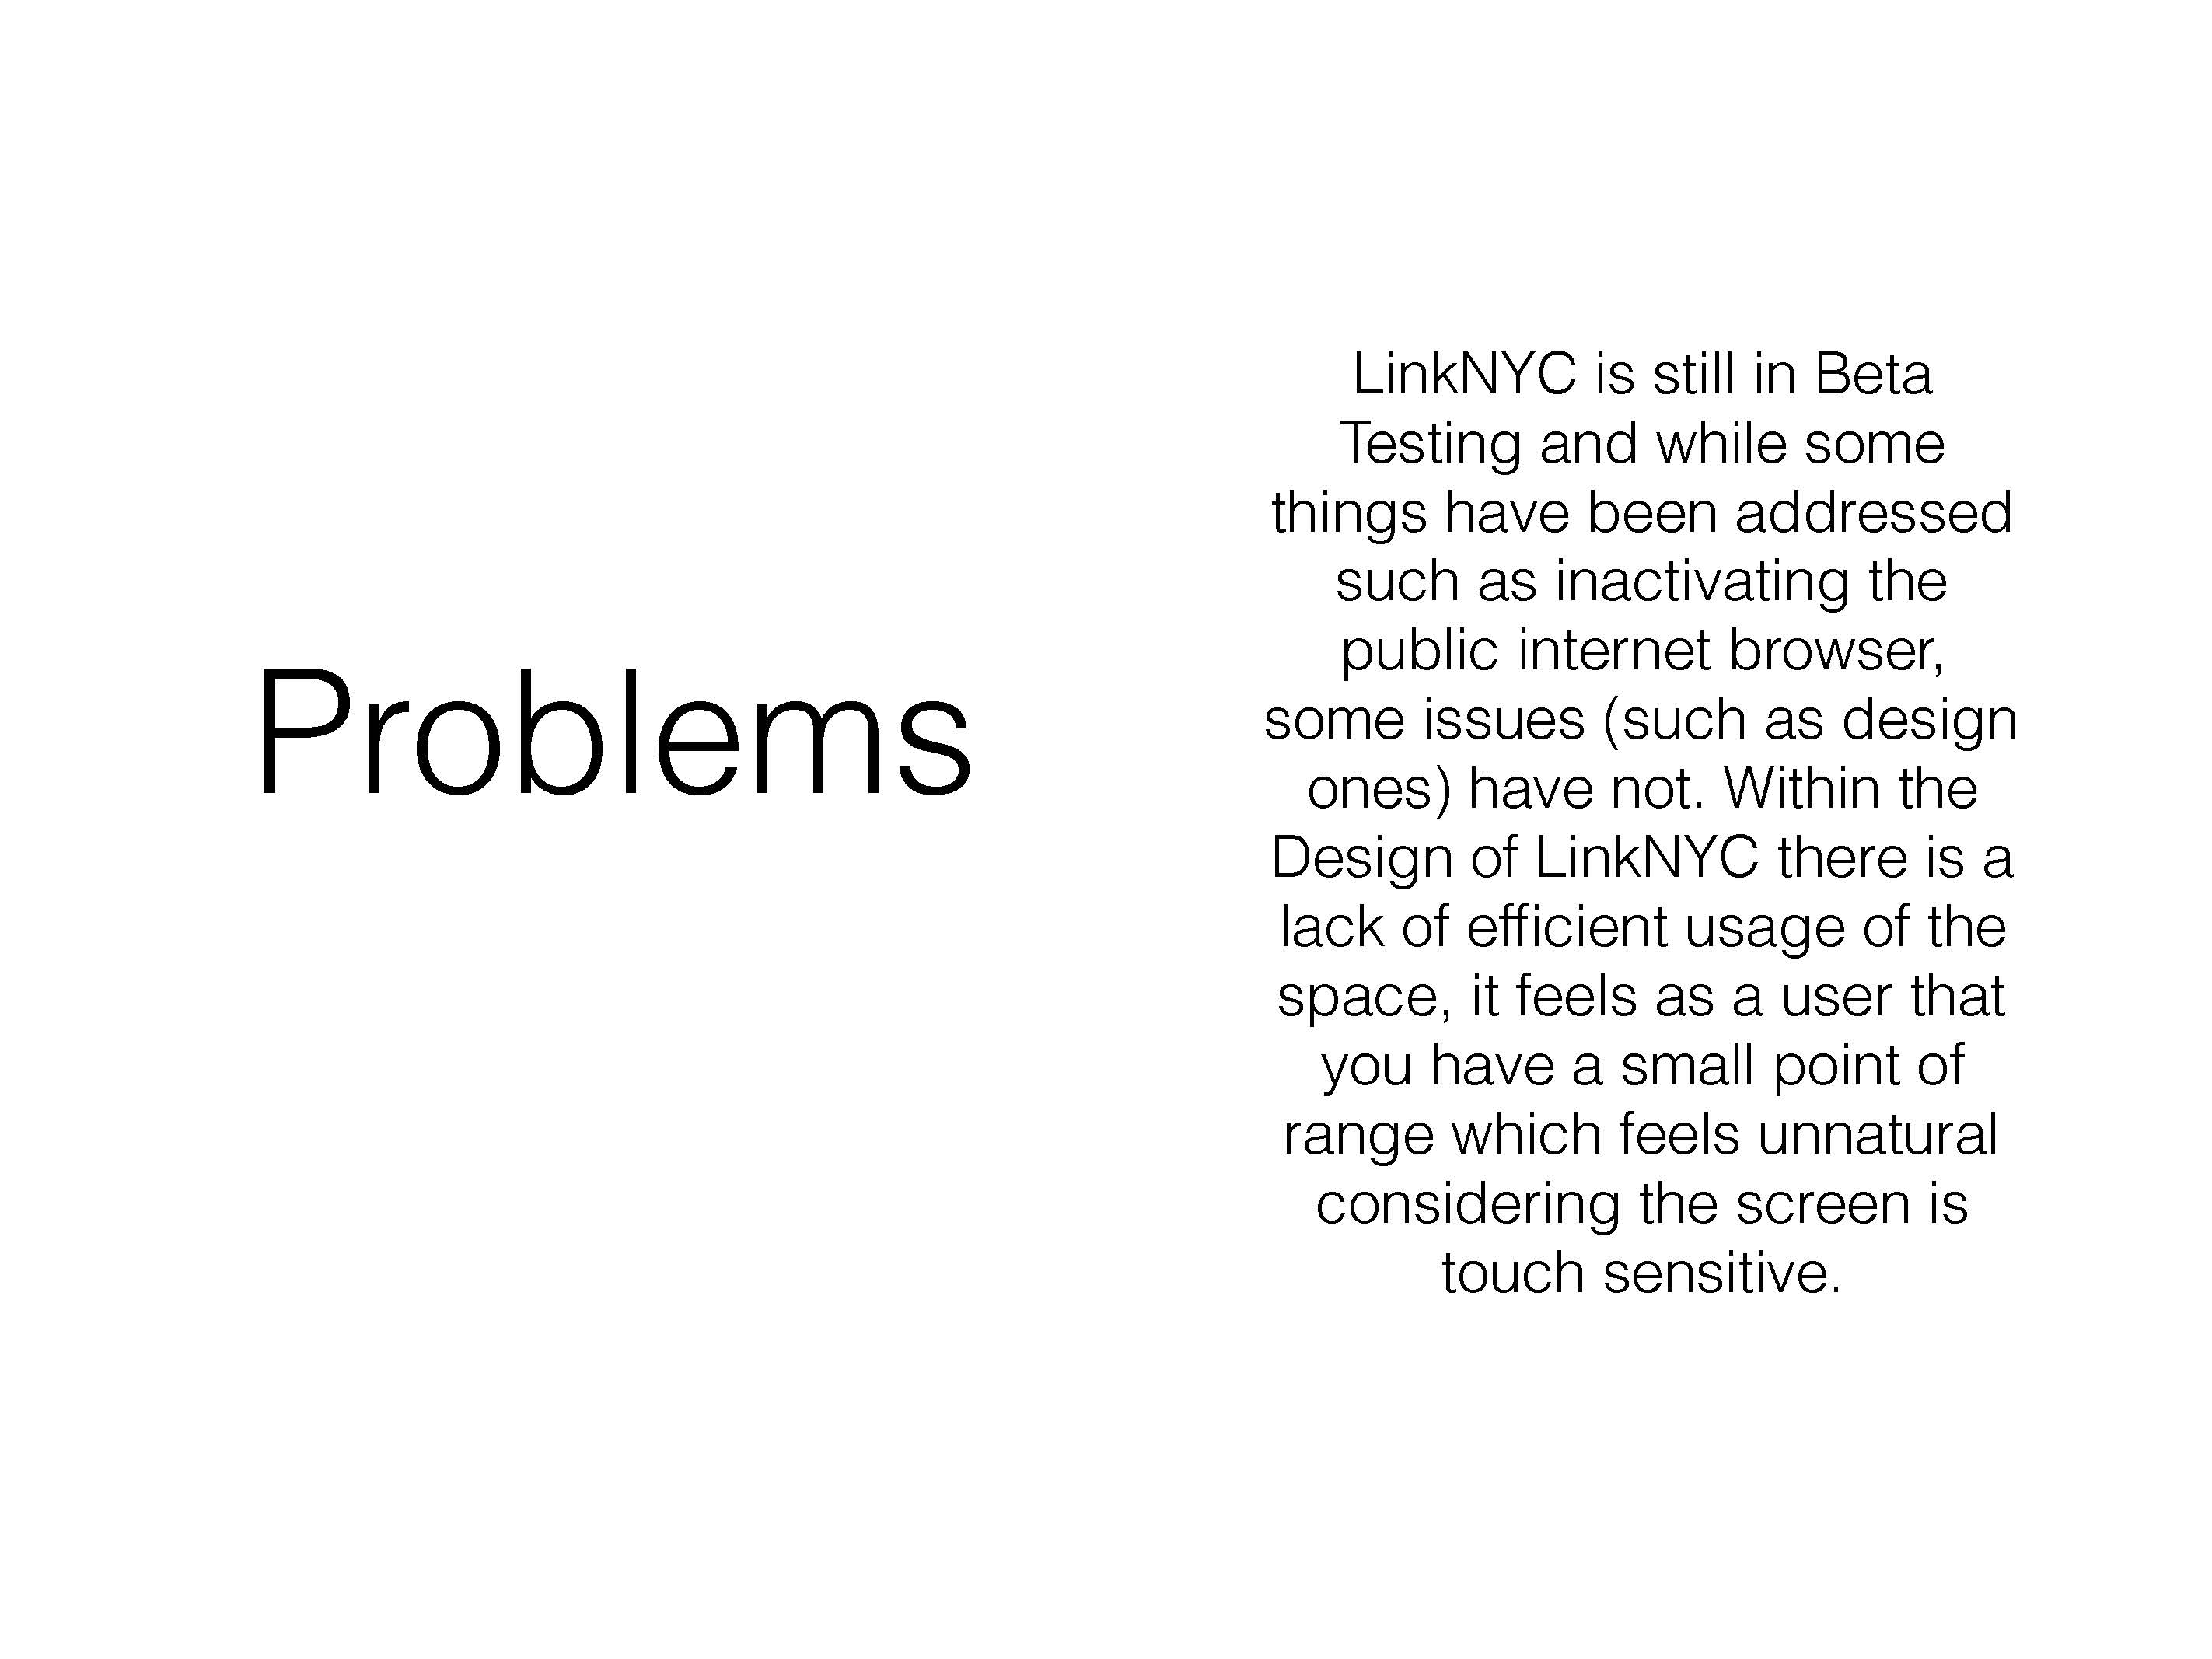 Problems
LinkNYC is still in Beta
Testing and while some
things have been addressed
such as inactivating the
public internet browser,
some issues (such as design
ones) have not. Within the
Design of LinkNYC there is a
lack of efficient usage of the
space, it feels as a user that
you have a small point of
range which feels unnatural
considering the screen is
touch sensitive.